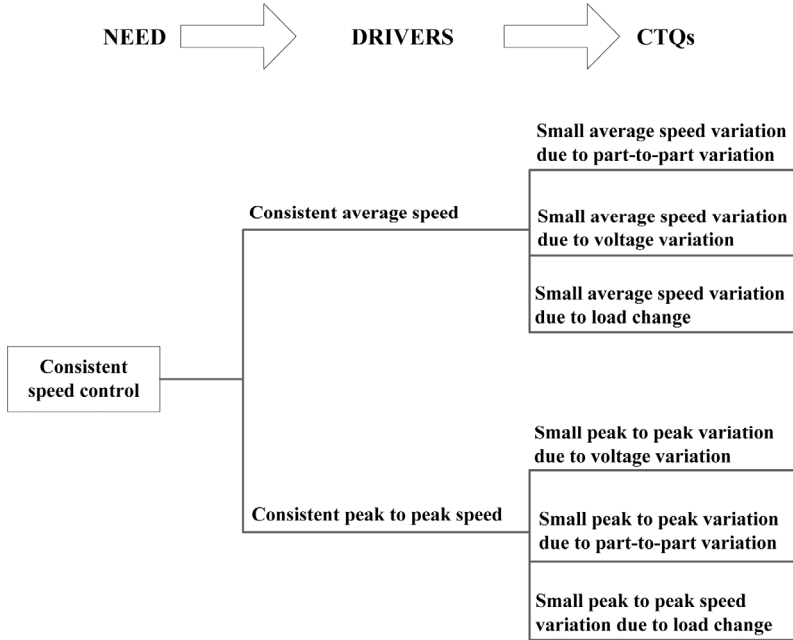 NEED
DRIVERS
CTQs
Small average speed variation
due to part-to-part variation
Consistent average speed
Small average speed variation
due to voltage variation
Small average speed variation
due to load change
Consistent
speed control
Small peak to peak variation
due to voltage variation
Consistent peak to peak speed
Small peak to peak variation
due to part-to-part variation
Small peak to peak speed
variation due to load change